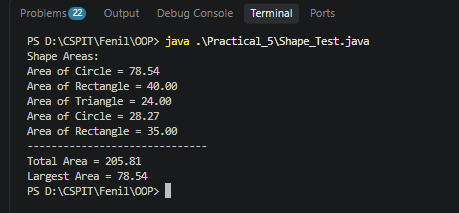 Problems 22 Output Debug Console Terminal Ports
PS D:\CSPIT\Fenil\OOP> java .\Practical_5\Shape_Test.java
Shape Areas:
Area of Circle = 78.54
Area of Rectangle = 40.00
Area of Triangle = 24.00
Area of Circle = 28.27
Area of Rectangle = 35.00
-----------------------------
Total Area = 205.81
Largest Area = 78.54
PS D:\CSPIT\Fenil\OOP>